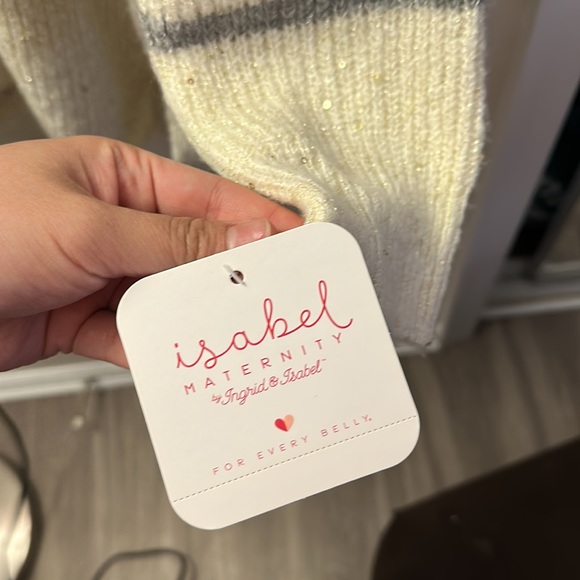 isabel
MATERNITY
by Ingrid & Isabel™
FOR EVERY BELLY.